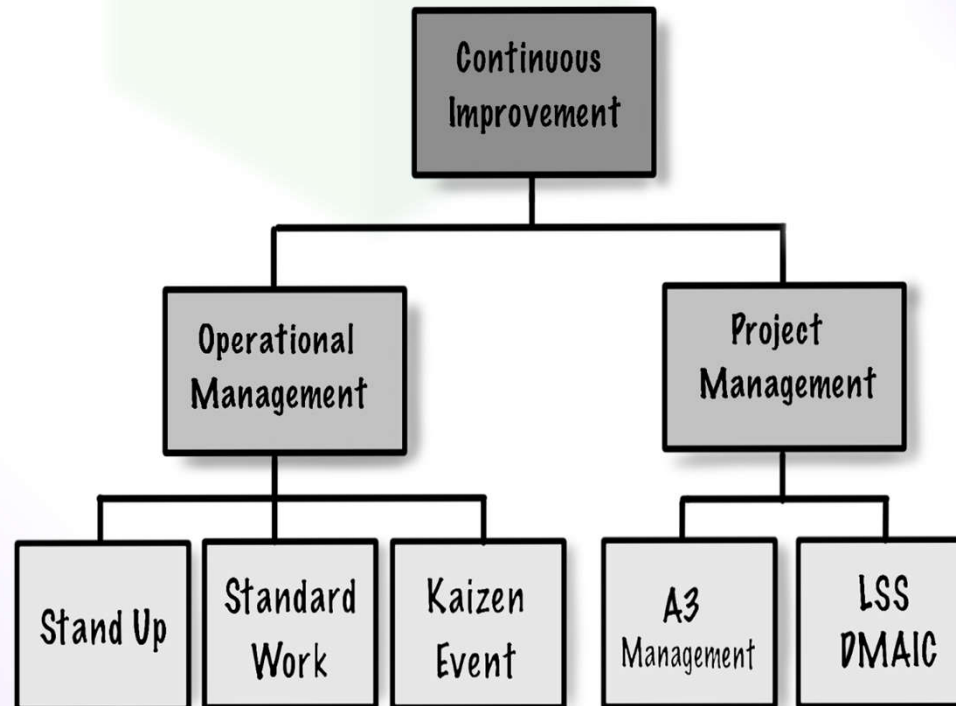 Continuous
Improvement
Operational
Management
Project
Management
Stand Up
Standard
Work
Kaizen
Event
A3
Management
LSS
DMAIC